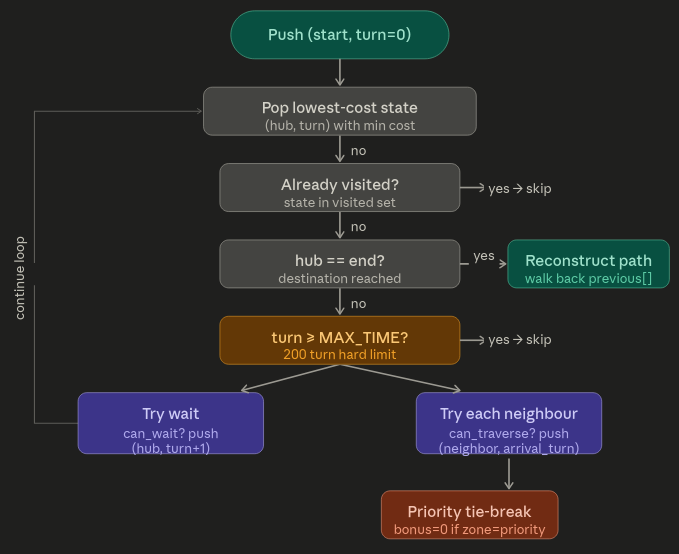 Push (start, turn=0)
Pop lowest-cost state
(hub, turn) with min cost
no
Already visited?
state in visited set
yes → skip
no
hub == end?
destination reached
yes
Reconstruct path
walk back previous[]
no
turn ⩾ MAX_TIME?
200 turn hard limit
yes → skip
continue loop
Try wait
can_wait? push
(hub, turn+1)
Try each neighbour
can_traverse? push
(neighbor, arrival_turn)
Priority tie-break
bonus=0 if zone=priority